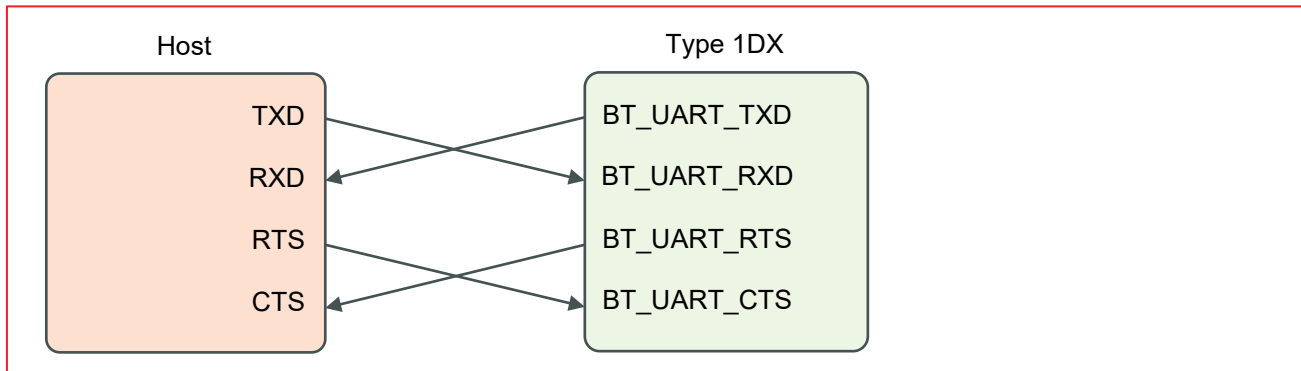 Host
Type 1DX
TXD
BT_UART_TXD
RXD
BT_UART_RXD
RTS
BT_UART_RTS
CTS
BT_UART_CTS